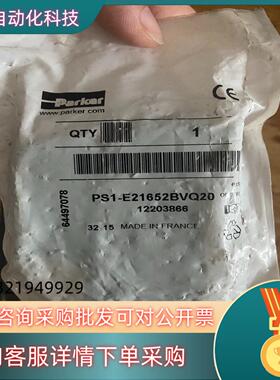 自动化科技
Parker
parker.com
CE
QTY
1
PS1-E21652BVQ20
12203866
64497078
32 15 MADE IN FRANCE
321949929
咨询采购批发可对公开票
客服详情下单采购